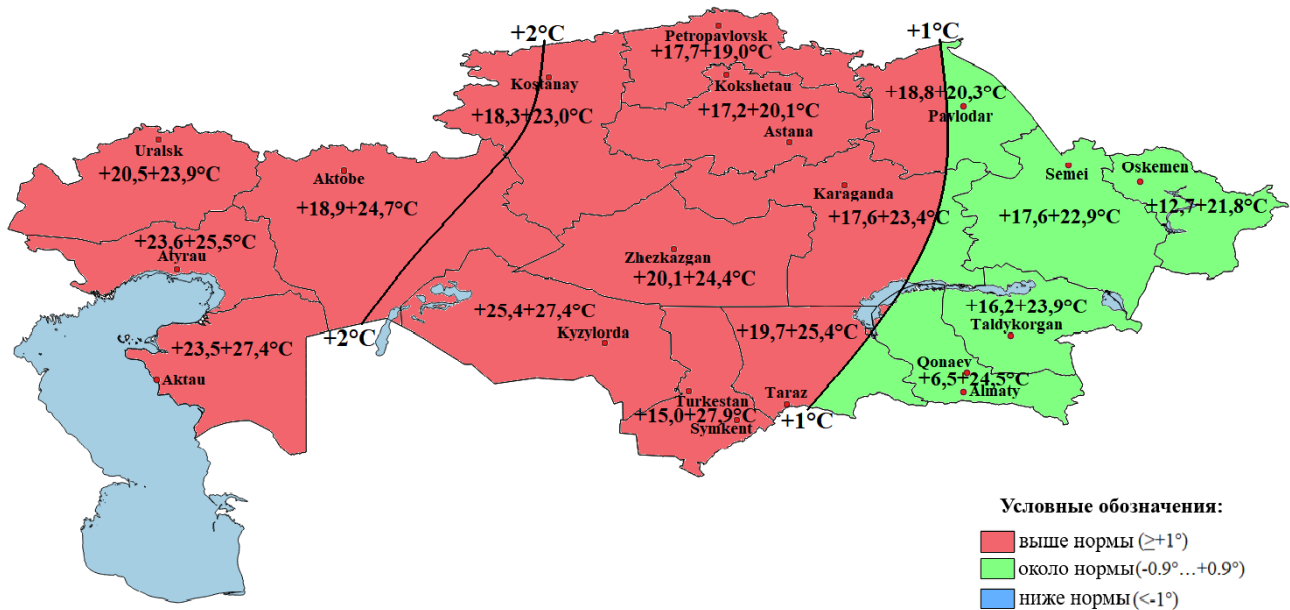 +2°C
Petropavlovsk
+17,7+19,0°C
+1°C
Kostanay
+18,3+23,0°C
Kokshetau
+17,2+20,1°C
Astana
+18,8+20,3°C
Pavlodar
Uralsk
+20,5+23,9°C
Aktobe
+18,9+24,7°C
Karaganda
+17,6+23,4°C
Semei
+17,6+22,9°C
Oskemen
+12,7+21,8°C
+23,6+25,5°C
Atyrau
Zhezkazgan
+20,1+24,4°C
+25,4+27,4°C
Kyzylorda
+19,7+25,4°C
+16,2+23,9°C
Taldykorgan
+2°C
+23,5+27,4°C
Aktau
Qonaev
+6,5+24,5°C
Almaty
Turkestan
+15,0+27,9°C
Symkent
Taraz
+1°C
Условные обозначения:
выше нормы (≥+1°)
около нормы(-0.9°…+0.9°)
ниже нормы (<-1°)